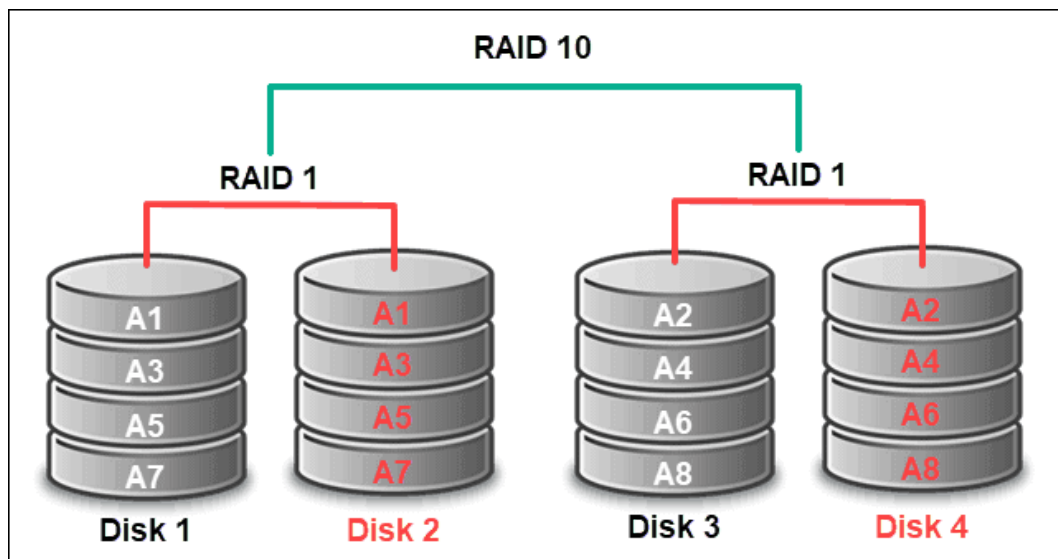 RAID 10
RAID 1
RAID 1
A1
A1
A2
A2
A3
A3
A4
A4
A5
A5
A6
A6
A7
A7
A8
A8
Disk 1
Disk 2
Disk 3
Disk 4